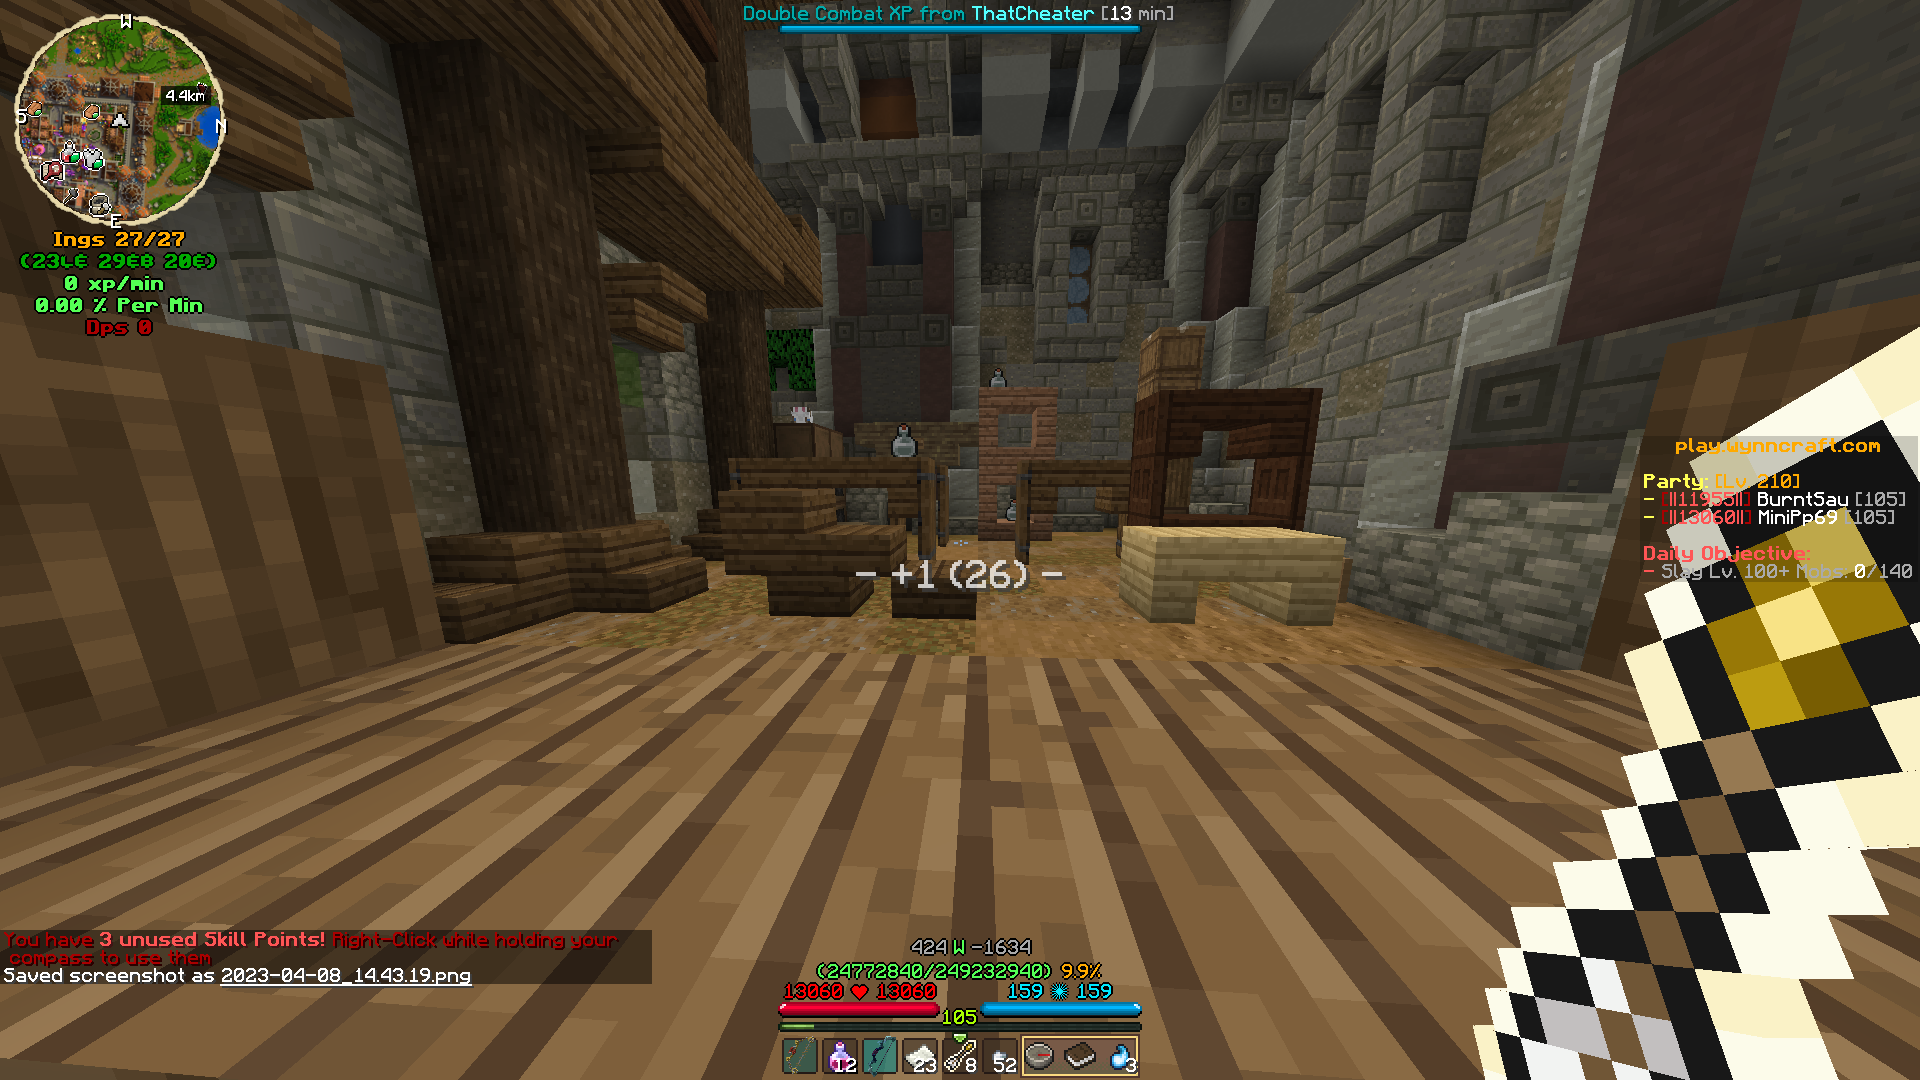 Double Combat XP from ThatCheater [13 min]
W
4.4km
S
N
E
Ings 27/27
0 xp/min
0.00 % Per Min
Dps 0
play.wynncraft.com
Party: [Lv. 210]
- [||11955||] BurntSau [105]
- [||13060||] MiniPp69 [105]
Daily Objective:
- Slay Lv. 100+ Mobs: 0/140
- +1 (26) -
You have 3 unused Skill Points! Right-Click while holding your
compass to use them
Saved screenshot as 2023-04-08_14.43.19.png
424 W -1634
(24772840/249232940) 9.9%
13060 ❤ 13060 159 159
105
12 23 8 52 3